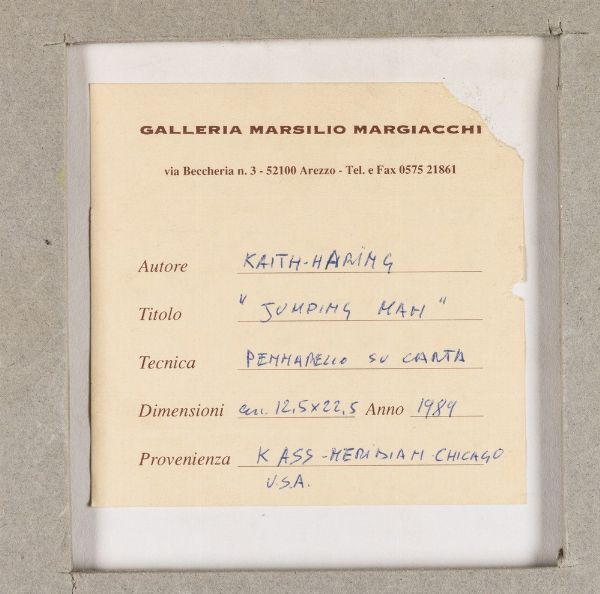 GALLERIA MARSILIO MARGIACCHI
via Beccheria n. 3 - 52100 Arezzo - Tel. e Fax 0575 21861
Autore KAITH-HARING
Titolo "JUMPING MAN"
Tecnica PENNARELLO SU CARTA
Dimensioni cm. 12,5x22,5 Anno 1989
Provenienza KASS-MERIDIAN CHICAGO
U.S.A.